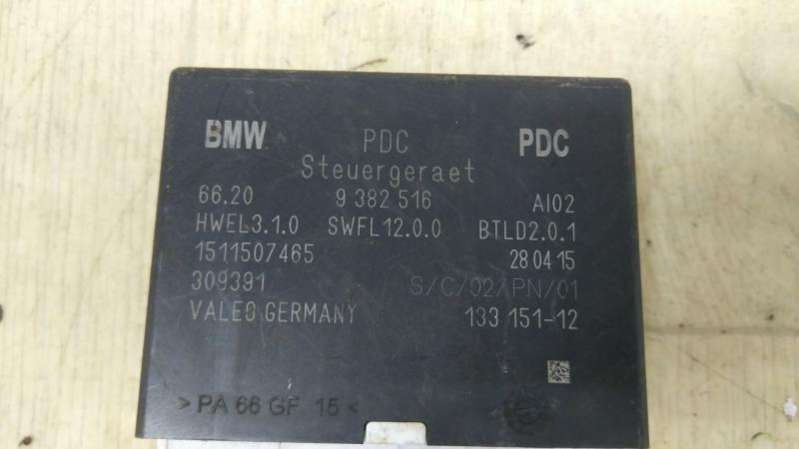 BMW PDC PDC
Steuergeraet
66.20 9 382 516 AI02
HWEL3.1.0 SWFL12.0.0 BTLD2.0.1
1511507465 28 04 15
309391 S/C/02/PN/01
VALEO GERMANY 133 151-12
>PA 66 GF 15<